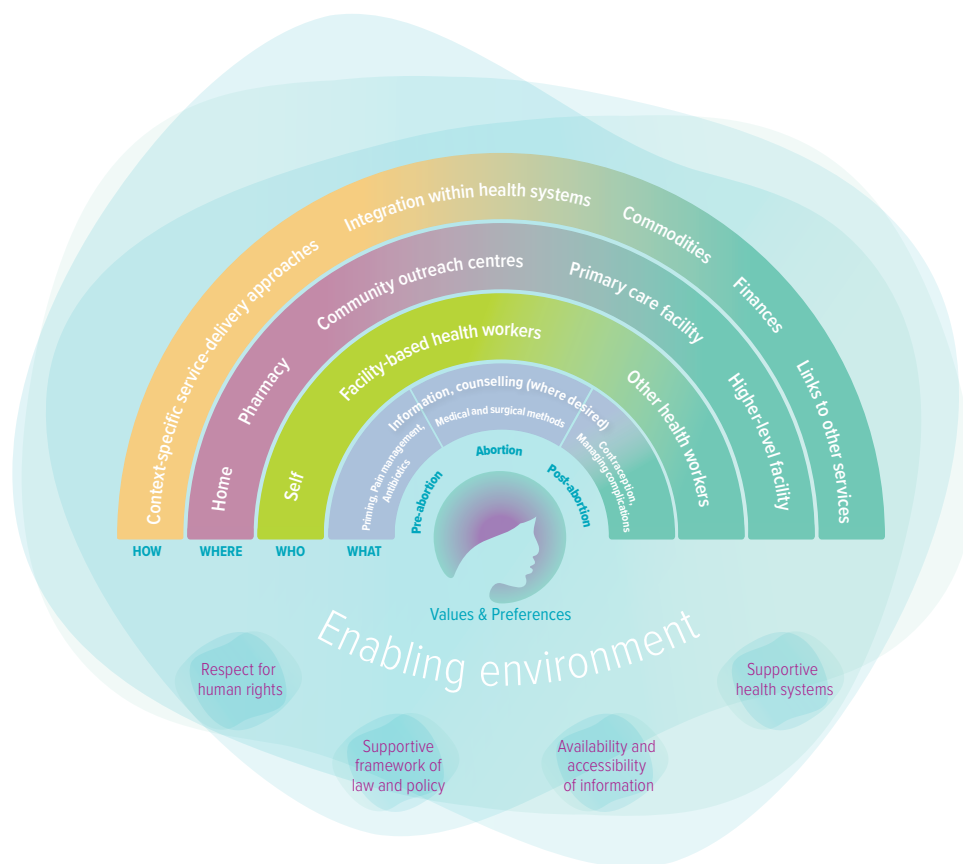 Context-specific service-delivery approaches
Integration within health systems
Commodities
Finances
Links to other services
Home
Pharmacy
Community outreach centres
Primary care facility
Higher-level facility
Self
Facility-based health workers
Other health workers
Information, counselling (where desired)
Priming, Pain management,
Antibiotics
Medical and surgical methods
Contraception,
Managing complications
Pre-abortion
Abortion
Post-abortion
HOW
WHERE
WHO
WHAT
Values & Preferences
Enabling environment
Respect for
human rights
Supportive
framework of
law and policy
Availability and
accessibility
of information
Supportive
health systems